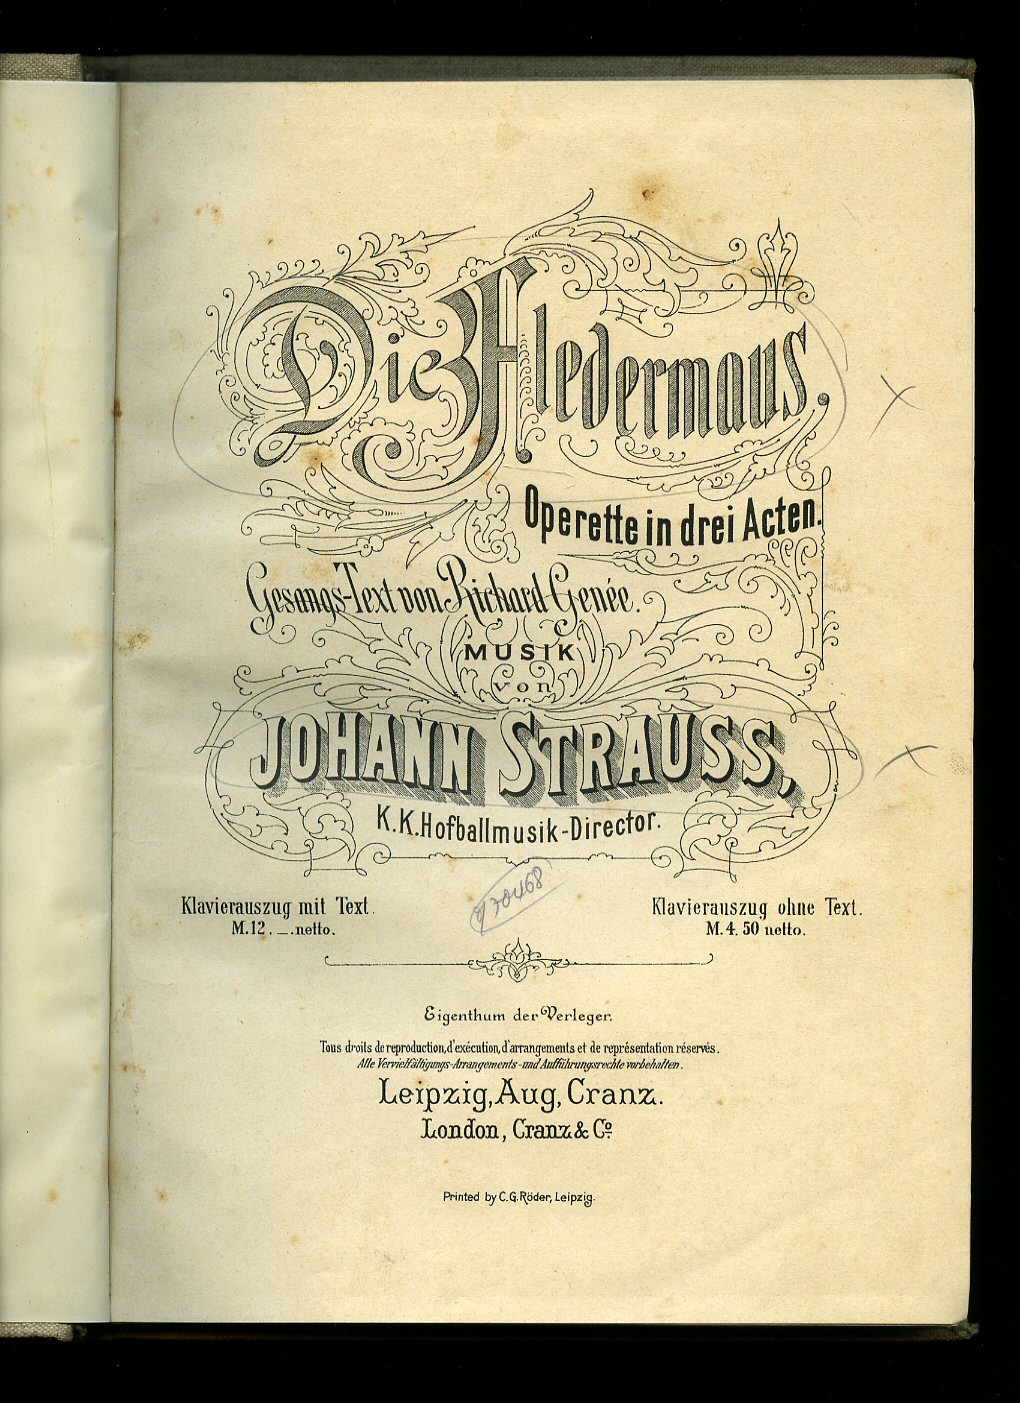 Die Fledermaus,
Operette in drei Acten.
Gesangs-Text von Richard Genée.
MUSIK
von
JOHANN STRAUSS,
K. K. Hofballmusik-Director.
Klavierauszug mit Text.
M. 12. _ . netto.
Klavierauszug ohne Text.
M. 4. 50 netto.
Eigenthum der Verleger.
Tous droits de reproduction, d'exécution, d'arrangements et de représentation réservés.
Alle Vervielfältigungs-Arrangements-und Aufführungsrechte vorbehalten.
Leipzig, Aug, Cranz.
London, Cranz & Co.
Printed by C. G. Röder, Leipzig.